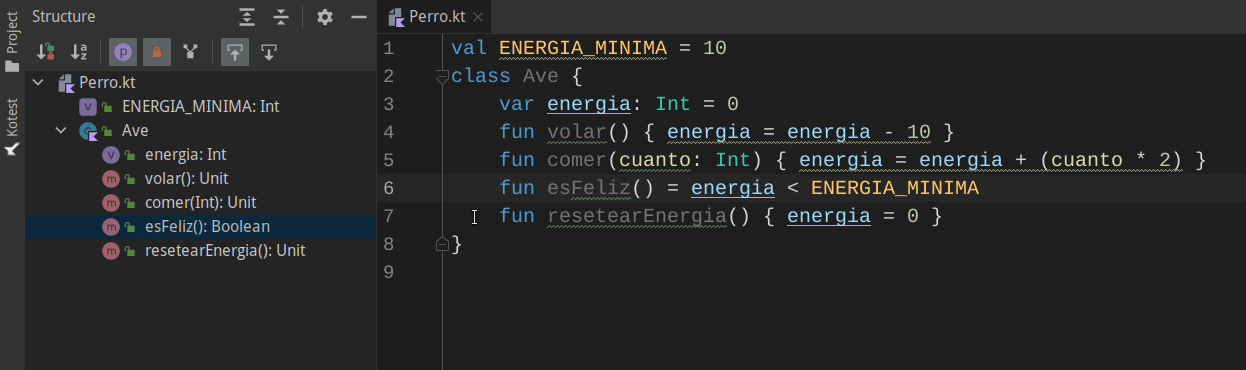 Project
Kotest
Structure
Perro.kt
ENERGIA_MINIMA: Int
Ave
energia: Int
volar(): Unit
comer(Int): Unit
esFeliz(): Boolean
resetearEnergia(): Unit
Perro.kt
1 val ENERGIA_MINIMA = 10
2 class Ave {
3 var energia: Int = 0
4 fun volar() { energia = energia - 10 }
5 fun comer(cuanto: Int) { energia = energia + (cuanto * 2) }
6 fun esFeliz() = energia < ENERGIA_MINIMA
7 fun resetearEnergia() { energia = 0 }
8 }
9